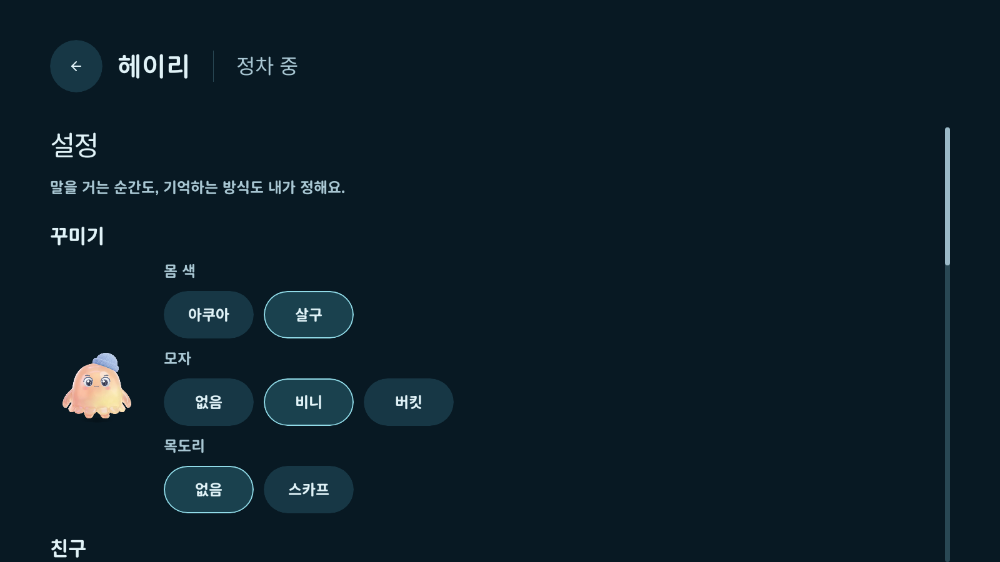 헤이리
정차 중
설정
말을 거는 순간도, 기억하는 방식도 내가 정해요.
꾸미기
몸 색
아쿠아 살구
모자
없음 비니 버킷
목도리
없음 스카프
친구